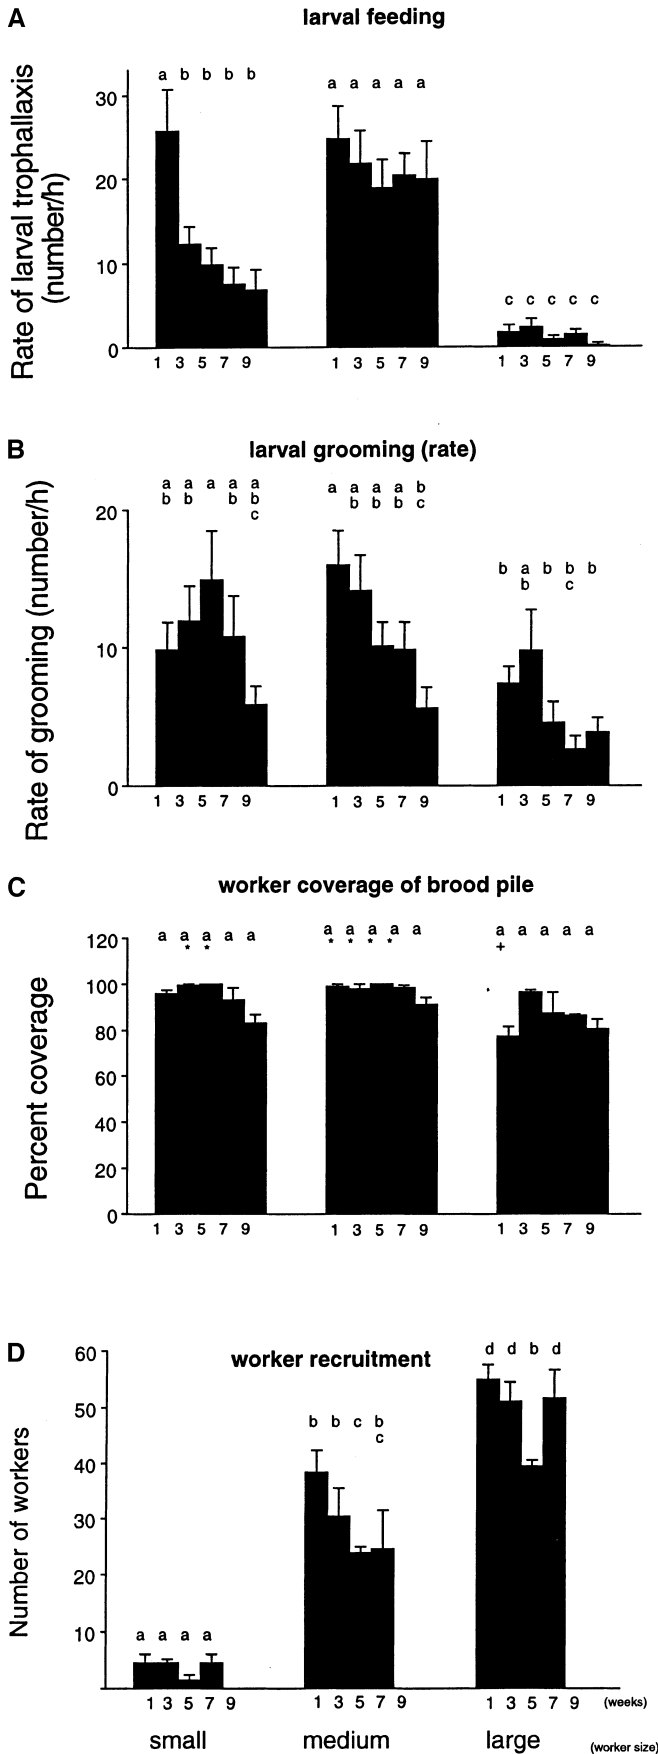 A
larval feeding
Rate of larval trophallaxis
(number/h)
a b b b b
a a a a a
c c c c c
30
20
10
0
1 3 5 7 9
1 3 5 7 9
1 3 5 7 9
B
larval grooming (rate)
Rate of grooming (number/h)
a a a a a
b b b b
c
a a a a b
b b b c
b a b b b
b c
20
10
0
1 3 5 7 9
1 3 5 7 9
1 3 5 7 9
C
worker coverage of brood pile
Percent coverage
a a a a a
* *
a a a a a
* * * *
a a a a a
+
120
100
80
60
40
20
0
1 3 5 7 9
1 3 5 7 9
1 3 5 7 9
D
worker recruitment
Number of workers
a a a a
b b c b
c
d d b d
60
50
40
30
20
10
1 3 5 7 9
1 3 5 7 9
1 3 5 7 9
(weeks)
small
medium
large
(worker size)